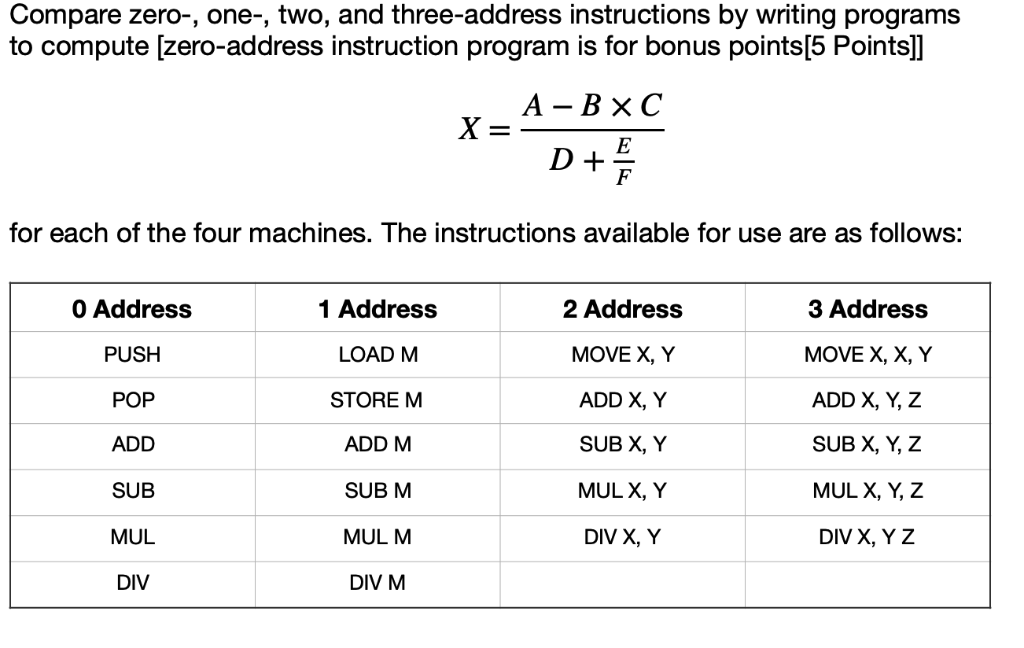 Compare zero-, one-, two, and three-address instructions by writing programs
to compute [zero-address instruction program is for bonus points[5 Points]]
X = (A − B × C) / (D + E/F)
for each of the four machines. The instructions available for use are as follows:
0 Address 1 Address 2 Address 3 Address
PUSH LOAD M MOVE X, Y MOVE X, X, Y
POP STORE M ADD X, Y ADD X, Y, Z
ADD ADD M SUB X, Y SUB X, Y, Z
SUB SUB M MUL X, Y MUL X, Y, Z
MUL MUL M DIV X, Y DIV X, Y Z
DIV DIV M